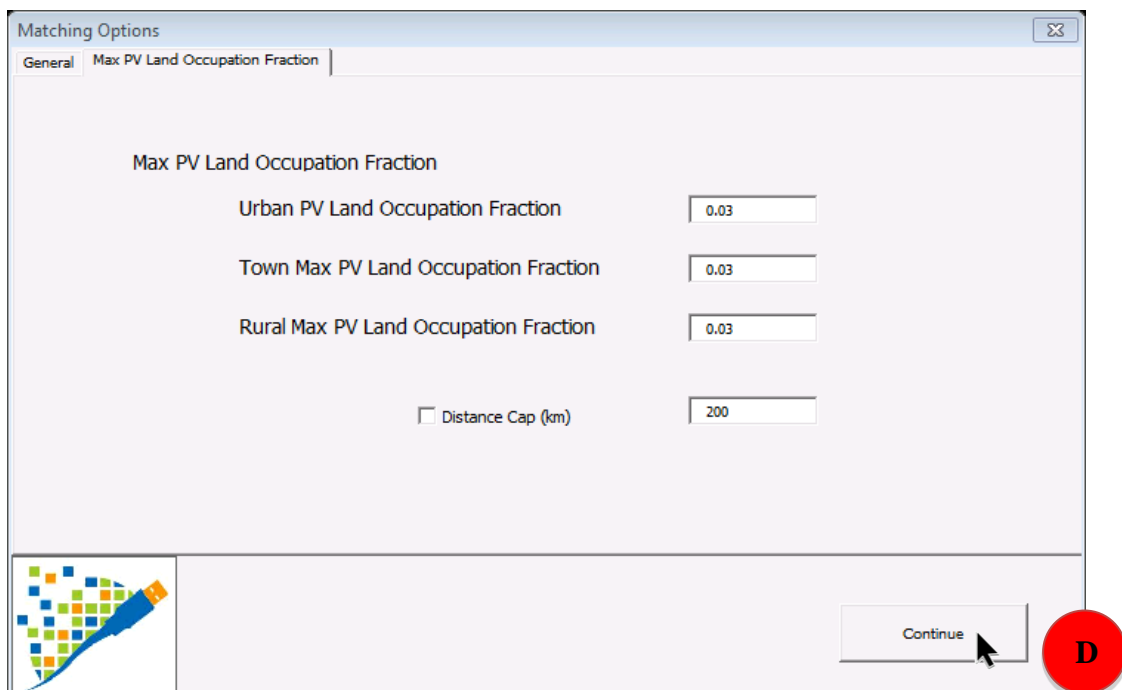 Matching Options
General Max PV Land Occupation Fraction
Max PV Land Occupation Fraction
Urban PV Land Occupation Fraction 0.03
Town Max PV Land Occupation Fraction 0.03
Rural Max PV Land Occupation Fraction 0.03
Distance Cap (km) 200
Continue
D